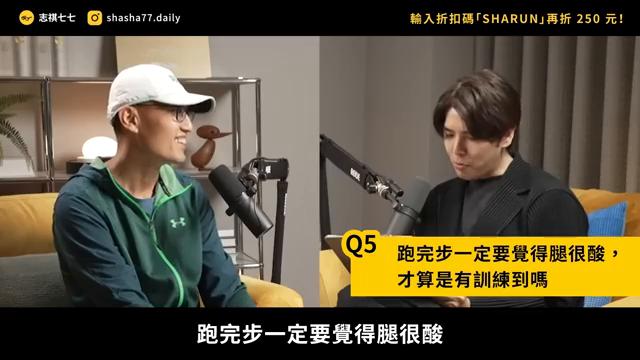 志祺七七
shasha77.daily
輸入折扣碼「SHARUN」再折 250 元!
RODE
Q5
跑完步一定要覺得腿很酸，
才算是有訓練到嗎
跑完步一定要覺得腿很酸